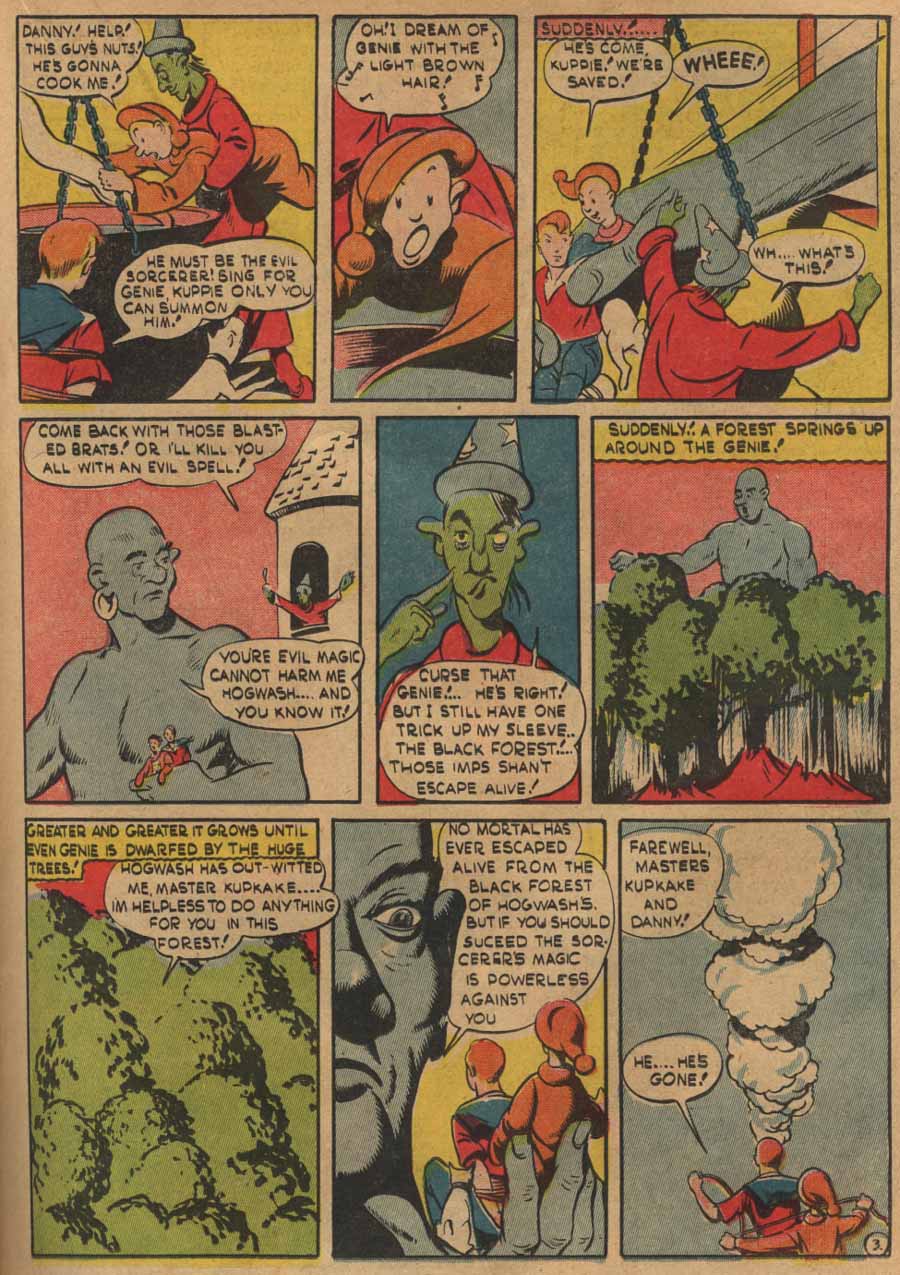 DANNY! HELP!
THIS GUY'S NUTS!
HE'S GONNA
COOK ME!
HE MUST BE THE EVIL
SORCERER! SING FOR
GENIE, KUPPIE ONLY YOU
CAN SUMMON
HIM!
OH! I DREAM OF
GENIE WITH THE
LIGHT BROWN
HAIR!
SUDDENLY!......
HE'S COME,
KUPPIE! WE'RE
SAVED!
WHEEE!
WH.... WHAT'S
THIS!
COME BACK WITH THOSE BLAST-
ED BRATS! OR I'LL KILL YOU
ALL WITH AN EVIL SPELL!
YOU'RE EVIL MAGIC
CANNOT HARM ME
HOGWASH.... AND
YOU KNOW IT!
CURSE THAT
GENIE!... HE'S RIGHT!
BUT I STILL HAVE ONE
TRICK UP MY SLEEVE..
THE BLACK FOREST!..
THOSE IMPS SHAN'T
ESCAPE ALIVE!
SUDDENLY! A FOREST SPRINGS UP
AROUND THE GENIE!
GREATER AND GREATER IT GROWS UNTIL
EVEN GENIE IS DWARFED BY THE HUGE
TREES!
HOGWASH HAS OUT-WITTED
ME, MASTER KUPKAKE....
IM HELPLESS TO DO ANYTHING
FOR YOU IN THIS
FOREST!
NO MORTAL HAS
EVER ESCAPED
ALIVE FROM THE
BLACK FOREST
OF HOGWASH'S.
BUT IF YOU SHOULD
SUCEED THE SOR-
CERER'S MAGIC
IS POWERLESS
AGAINST
YOU
FAREWELL,
MASTERS
KUPKAKE
AND
DANNY!
HE.... HE'S
GONE!
3